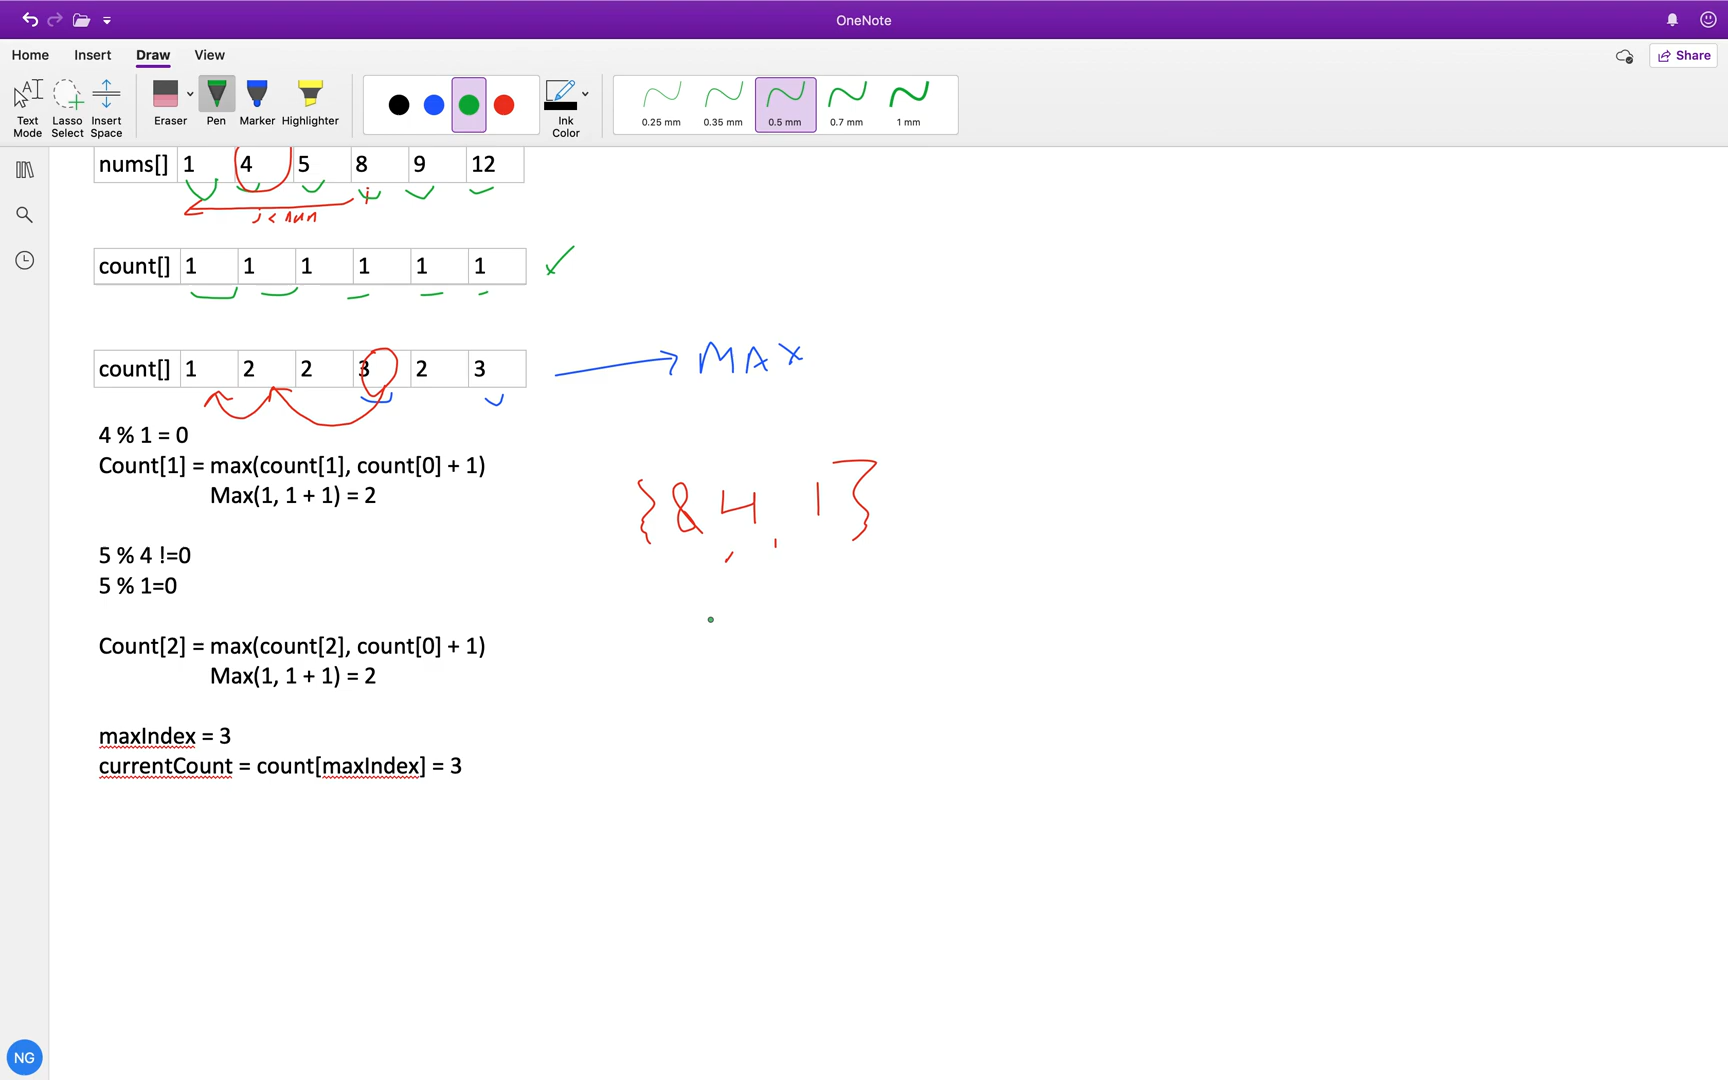 OneNote
Home Insert Draw View
Share
Text Mode
Lasso Select
Insert Space
Eraser
Pen
Marker
Highlighter
Ink Color
0.25 mm 0.35 mm 0.5 mm 0.7 mm 1 mm
nums[] 1 4 5 8 9 12
count[] 1 1 1 1 1 1
count[] 1 2 2 3 2 3
MAX
4 % 1 = 0
Count[1] = max(count[1], count[0] + 1)
Max(1, 1 + 1) = 2
{8, 4, 1}
5 % 4 !=0
5 % 1=0
Count[2] = max(count[2], count[0] + 1)
Max(1, 1 + 1) = 2
maxIndex = 3
currentCount = count[maxIndex] = 3
NG